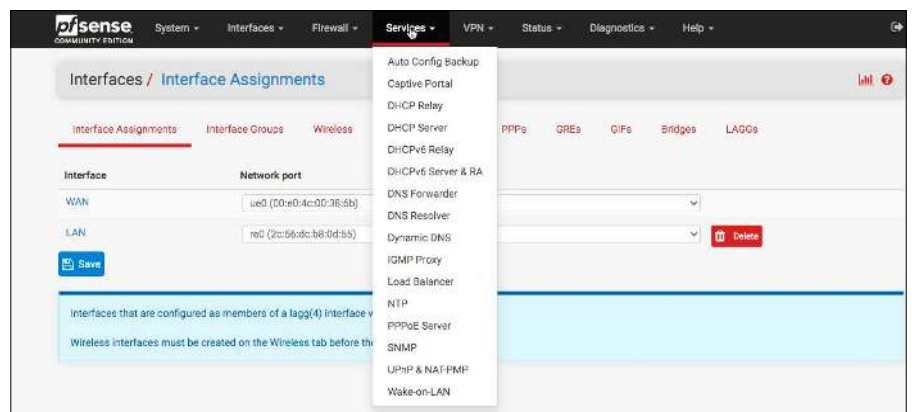 pfsense
COMMUNITY EDITION
System
Interfaces
Firewall
Services
VPN
Status
Diagnostics
Help
Interfaces / Interface Assignments
Interface Assignments
Interface Groups
Wireless
PPPs
GREs
GIFs
Bridges
LAGGs
Interface
Network port
WAN
ue0 (00:e0:4c:00:36:6b)
LAN
re0 (2c:56:dc:b8:0d:55)
Delete
Save
Interfaces that are configured as members of a lagg(4) interface
Wireless interfaces must be created on the Wireless tab before
Auto Config Backup
Captive Portal
DHCP Relay
DHCP Server
DHCPv6 Relay
DHCPv6 Server & RA
DNS Forwarder
DNS Resolver
Dynamic DNS
IGMP Proxy
Load Balancer
NTP
PPPoE Server
SNMP
UPnP & NAT-PMP
Wake-on-LAN